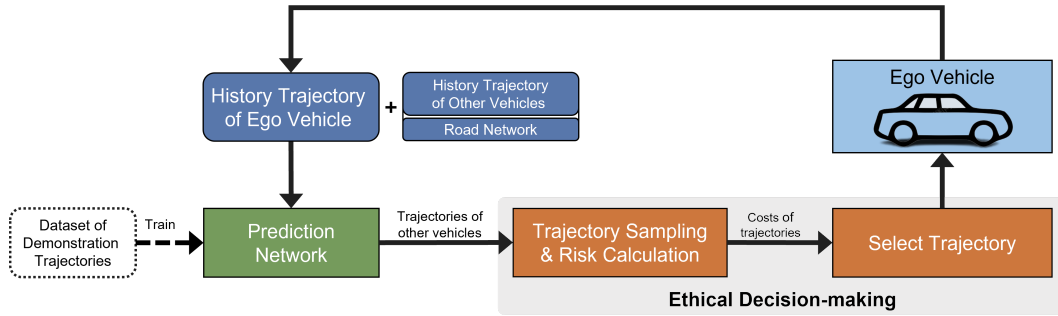 History Trajectory
of Ego Vehicle
+
History Trajectory
of Other Vehicles
Road Network
Ego Vehicle
Dataset of
Demonstration
Trajectories
Train
Prediction
Network
Trajectories of
other vehicles
Trajectory Sampling
& Risk Calculation
Costs of
trajectories
Select Trajectory
Ethical Decision-making